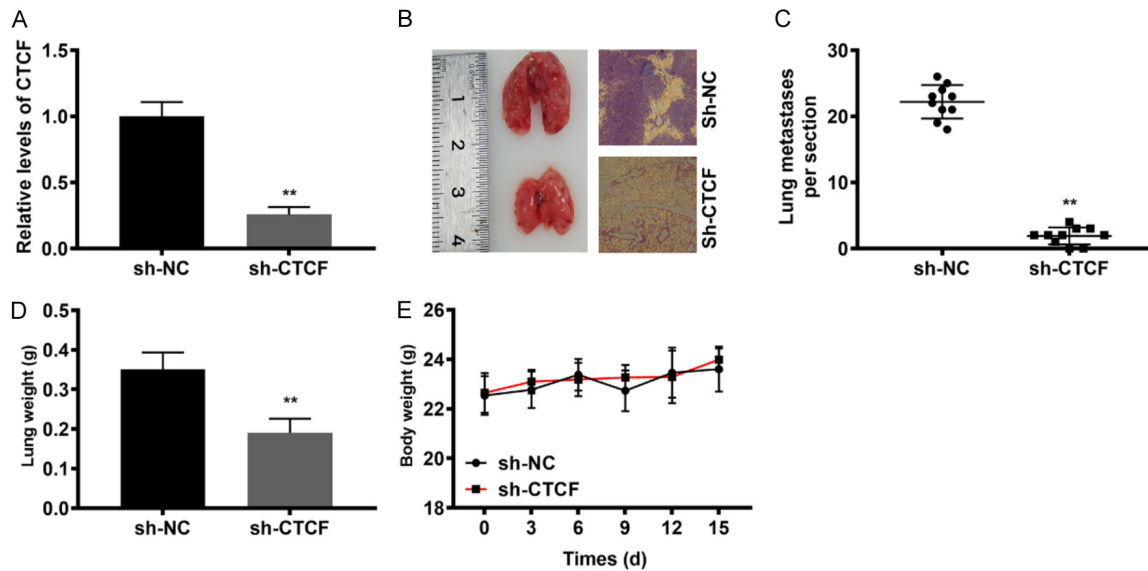 A
Relative levels of CTCF
1.5
1.0
0.5
0.0
**
sh-NC
sh-CTCF
B
1
2
3
4
Sh-NC
Sh-CTCF
C
Lung metastases
per section
30
20
10
0
**
sh-NC
sh-CTCF
D
Lung weight (g)
0.5
0.4
0.3
0.2
0.1
0.0
**
sh-NC
sh-CTCF
E
Body weight (g)
26
24
22
20
18
sh-NC
sh-CTCF
0 3 6 9 12 15
Times (d)